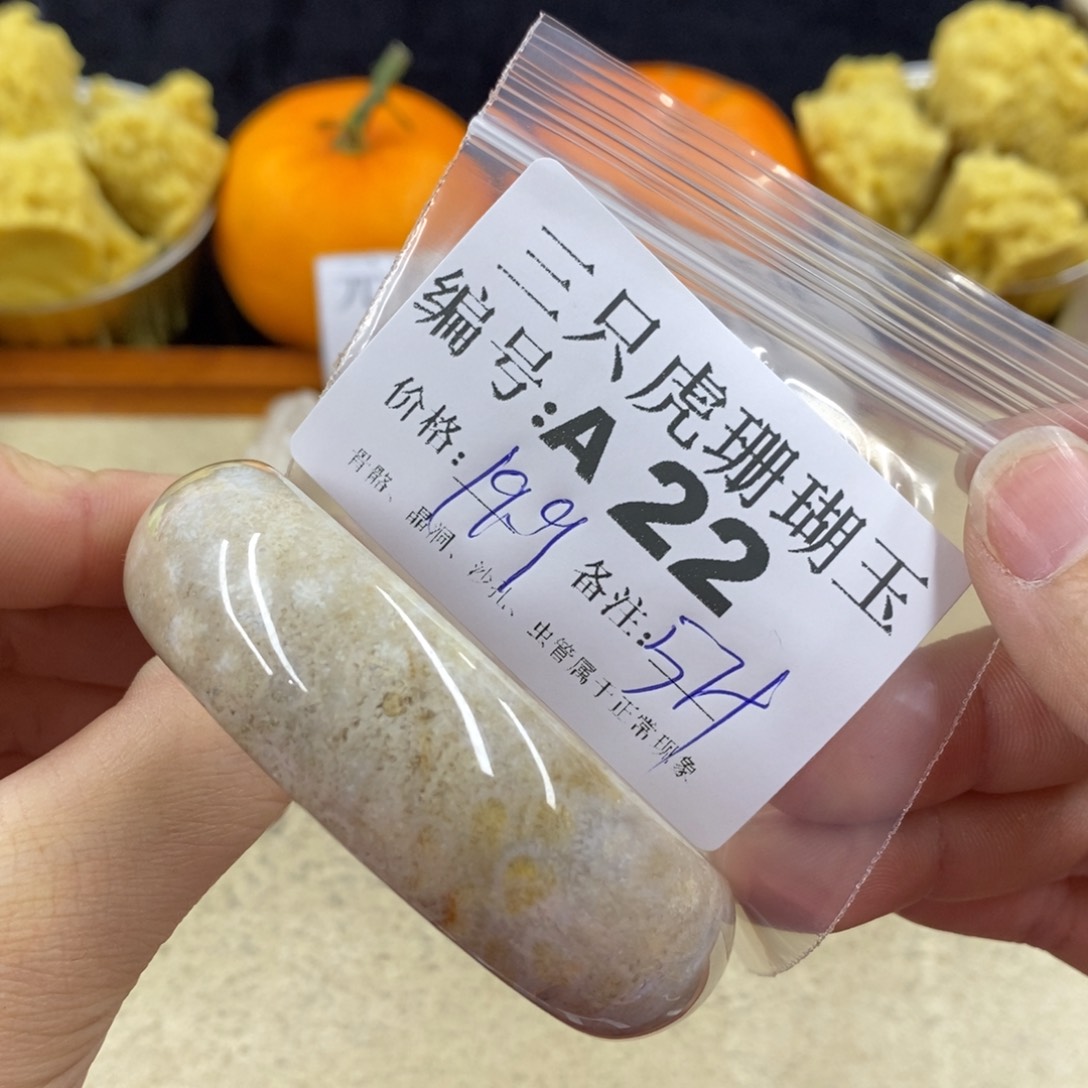 三只虎珊瑚玉
编号:A22
价格:199 备注:57H
骨骼、晶洞、沙孔、虫管属于正常现象